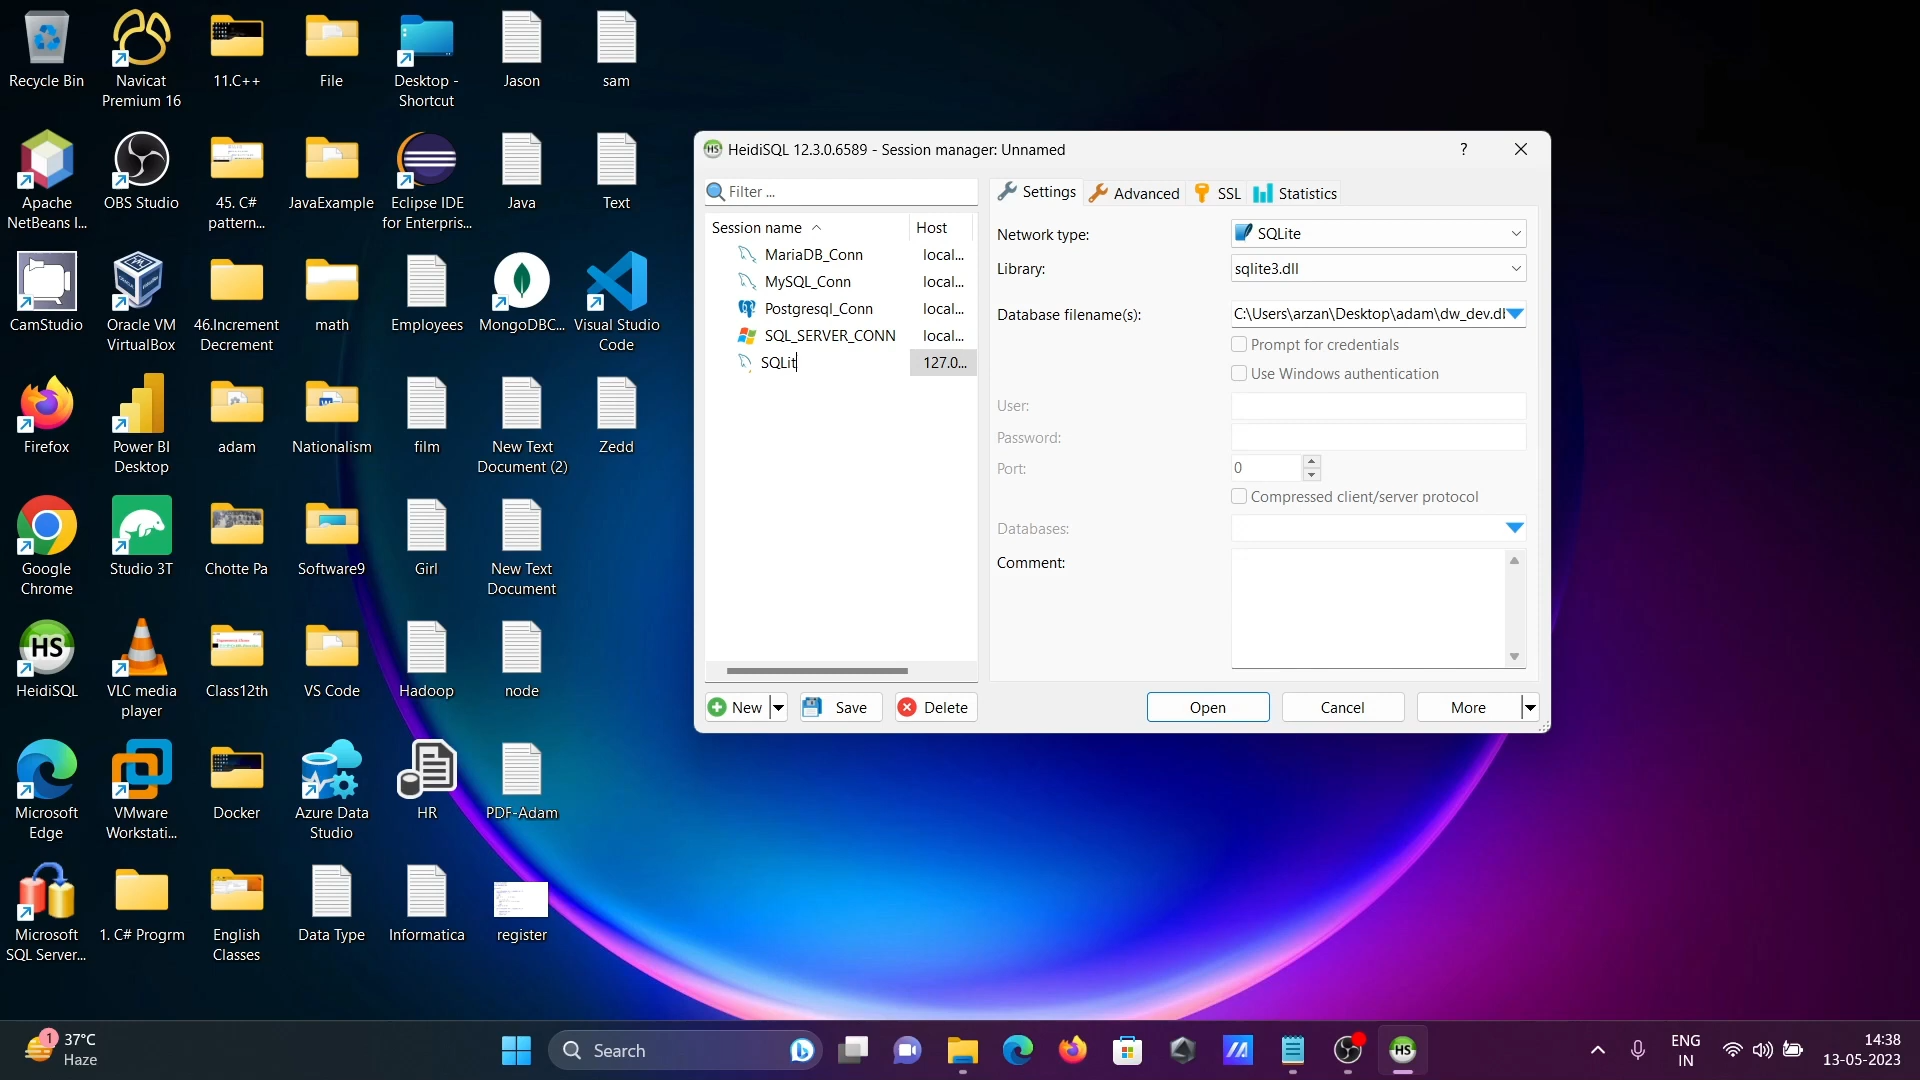 Recycle Bin
Navicat
Premium 16
11.C++
File
Desktop -
Shortcut
Jason
sam
Apache
NetBeans I...
OBS Studio
45. C#
pattern...
JavaExample
Eclipse IDE
for Enterpris...
Java
Text
CamStudio
Oracle VM
VirtualBox
46.Increment
Decrement
math
Employees
MongoDBC...
Visual Studio
Code
Firefox
Power BI
Desktop
adam
Nationalism
film
New Text
Document (2)
Zedd
Google
Chrome
Studio 3T
Chotte Pa
Software9
Girl
New Text
Document
HS
HeidiSQL
VLC media
player
Class12th
VS Code
Hadoop
node
Microsoft
Edge
VMware
Workstati...
Docker
Azure Data
Studio
HR
PDF-Adam
Microsoft
SQL Server...
1. C# Progrm
English
Classes
Data Type
Informatica
register
HS HeidiSQL 12.3.0.6589 - Session manager: Unnamed
?
Filter ...
Session name
Host
MariaDB_Conn local...
MySQL_Conn local...
Postgresql_Conn local...
SQL_SERVER_CONN local...
SQLit 127.0...
New
Save
Delete
Settings
Advanced
SSL
Statistics
Network type: SQLite
Library: sqlite3.dll
Database filename(s): C:\Users\arzan\Desktop\adam\dw_dev.d
Prompt for credentials
Use Windows authentication
User:
Password:
Port: 0
Compressed client/server protocol
Databases:
Comment:
Open
Cancel
More
1
37°C
Haze
Search
HS
ENG
IN
14:38
13-05-2023